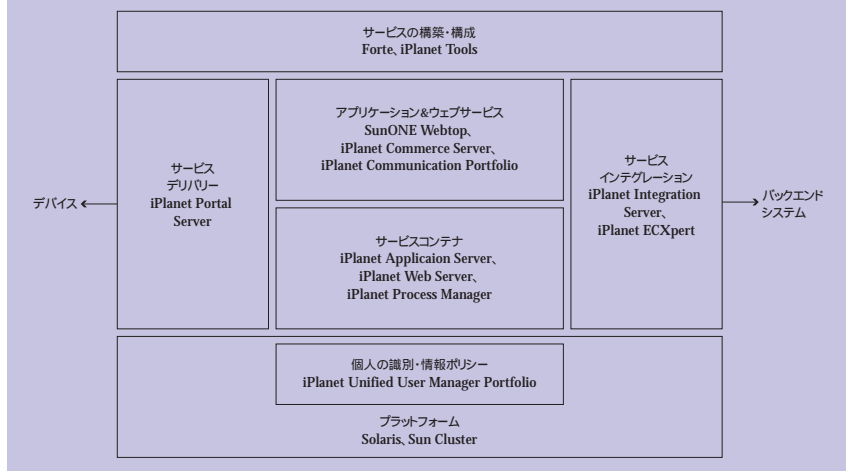 サービスの構築・構成
Forte、iPlanet Tools
アプリケーション&ウェブサービス
SunONE Webtop、
iPlanet Commerce Server、
iPlanet Communication Portfolio
サービス
デリバリー
iPlanet Portal
Server
サービス
インテグレーション
iPlanet Integration
Server、
iPlanet ECXpert
デバイス
バックエンド
システム
サービスコンテナ
iPlanet Applicaion Server、
iPlanet Web Server、
iPlanet Process Manager
個人の識別・情報ポリシー
iPlanet Unified User Manager Portfolio
プラットフォーム
Solaris、Sun Cluster